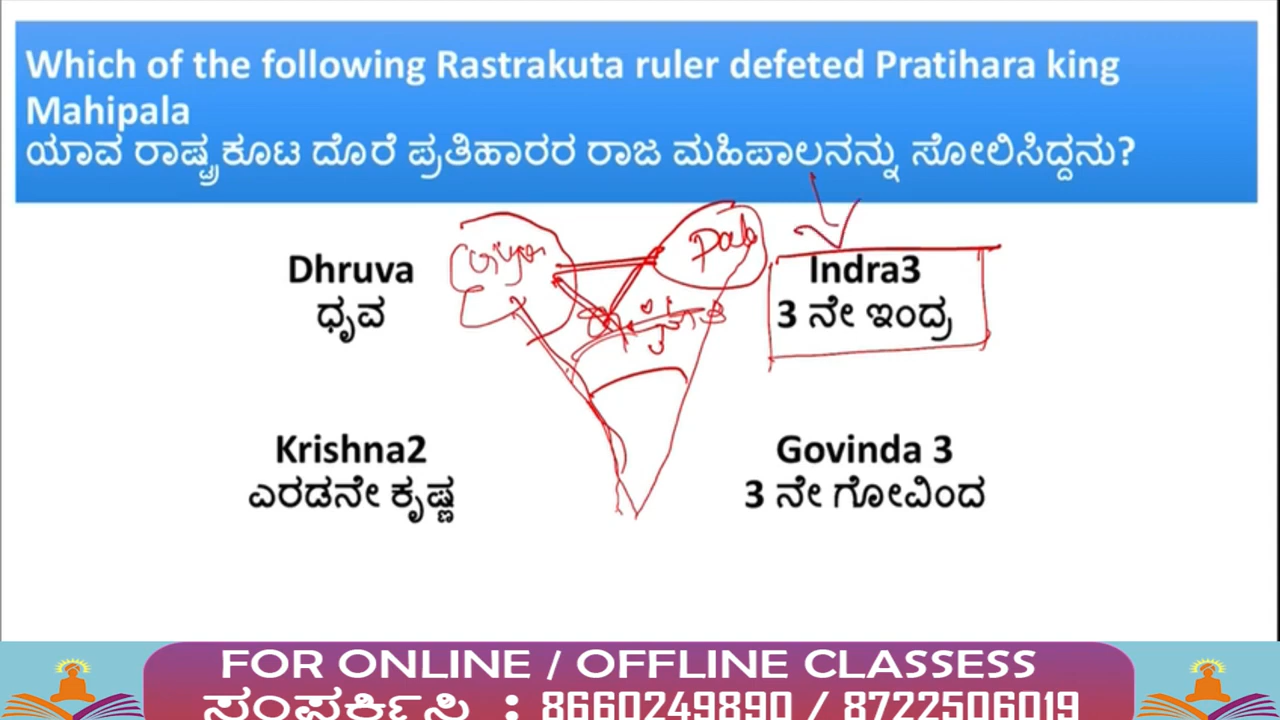 Which of the following Rastrakuta ruler defeted Pratihara king
Mahipala
ಯಾವ ರಾಷ್ಟ್ರಕೂಟ ದೊರೆ ಪ್ರತಿಹಾರರ ರಾಜ ಮಹಿಪಾಲನನ್ನು ಸೋಲಿಸಿದ್ದನು?
Dhruva
ಧೃವ
Indra3
3 ನೇ ಇಂದ್ರ
Krishna2
ಎರಡನೇ ಕೃಷ್ಣ
Govinda 3
3 ನೇ ಗೋವಿಂದ
FOR ONLINE / OFFLINE CLASSESS
ಸಂಪರ್ಕಿಸಿ : 8660249890 / 8722506019